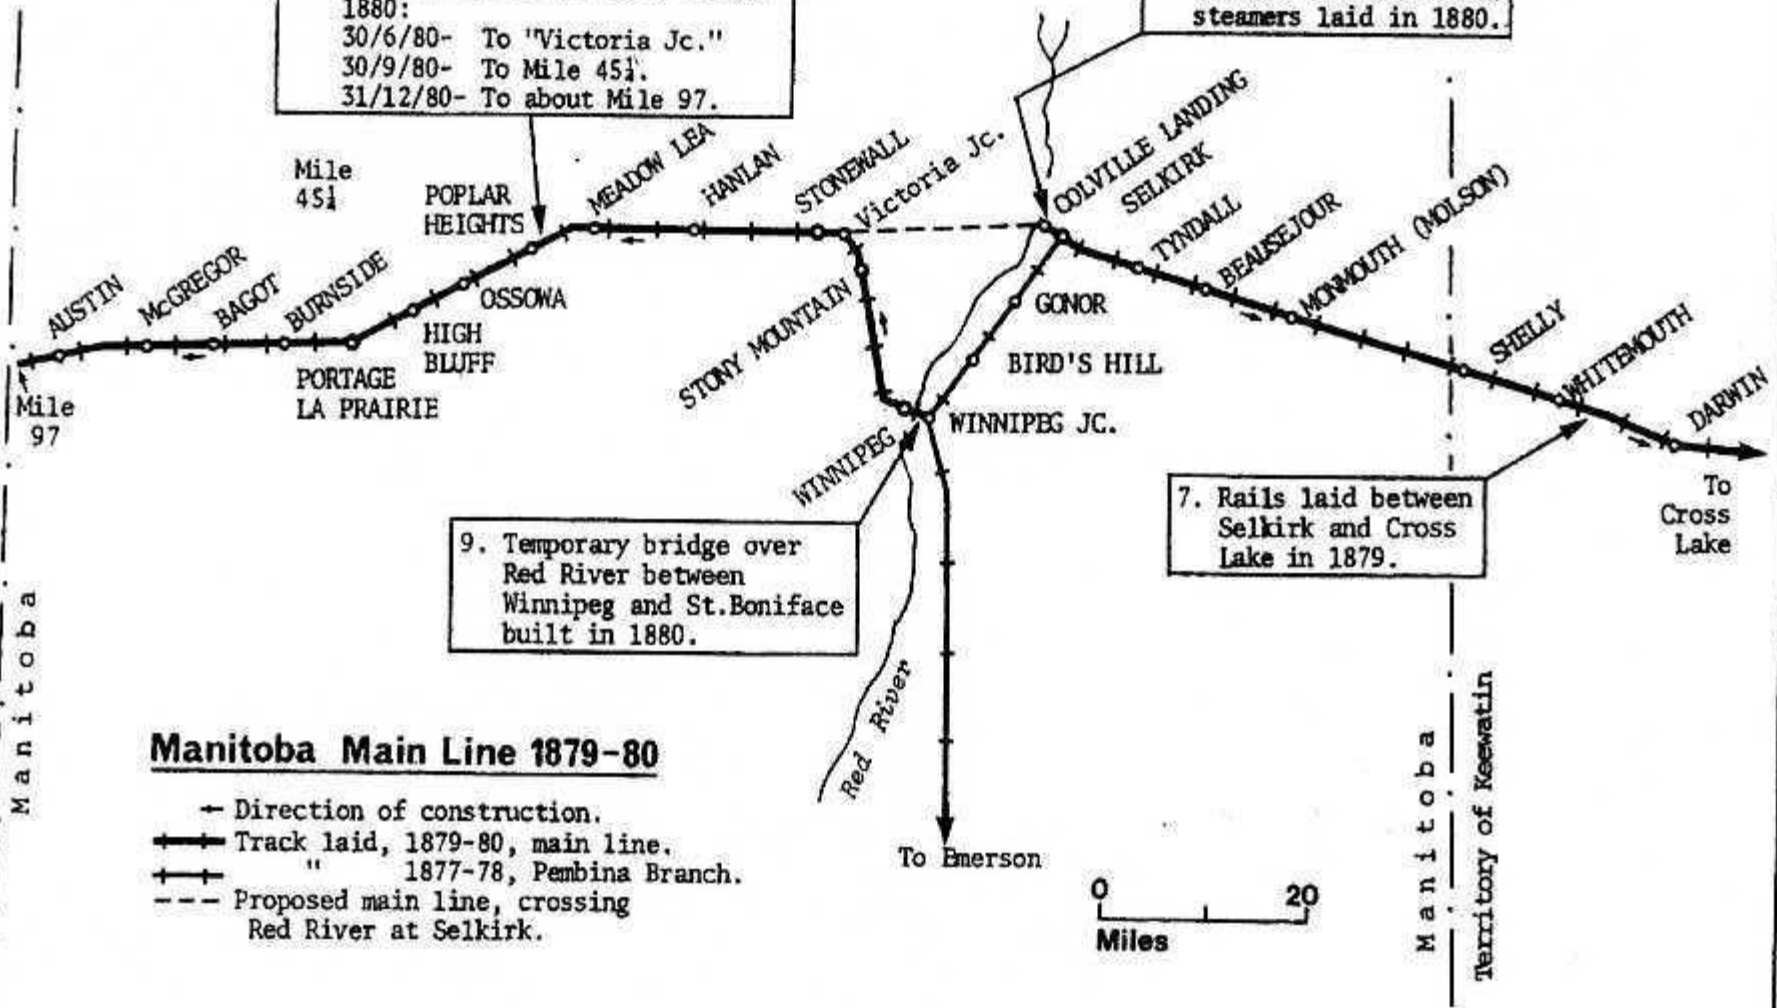 1880:
30/6/80- To "Victoria Jc."
30/9/80- To Mile 45¼.
31/12/80- To about Mile 97.
steamers laid in 1880.
Mile
45¼
POPLAR
HEIGHTS
MEADOW LEA
HANLAN
STONEWALL
Victoria Jc.
COLVILLE LANDING
SELKIRK
TYNDALL
BEAUSEJOUR
MONMOUTH (MOLSON)
SHELLY
WHITEMOUTH
DARWIN
AUSTIN
McGREGOR
BAGOT
BURNSIDE
OSSOWA
HIGH
BLUFF
PORTAGE
LA PRAIRIE
Mile
97
STONY MOUNTAIN
GONOR
BIRD'S HILL
WINNIPEG JC.
WINNIPEG
To
Cross
Lake
7. Rails laid between
Selkirk and Cross
Lake in 1879.
9. Temporary bridge over
Red River between
Winnipeg and St.Boniface
built in 1880.
Red River
To Emerson
Manitoba
Manitoba Main Line 1879-80
Direction of construction.
Track laid, 1879-80, main line.
" 1877-78, Pembina Branch.
Proposed main line, crossing
Red River at Selkirk.
0 20
Miles
Manitoba
Territory of Keewatin